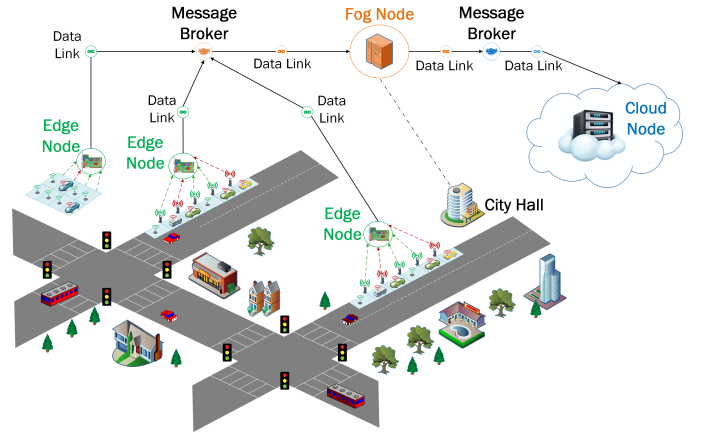 Message
Broker
Fog Node
Message
Broker
Data
Link
Data Link
Data Link
Data Link
Data
Link
Data
Link
Cloud
Node
Edge
Node
Edge
Node
City Hall
Edge
Node